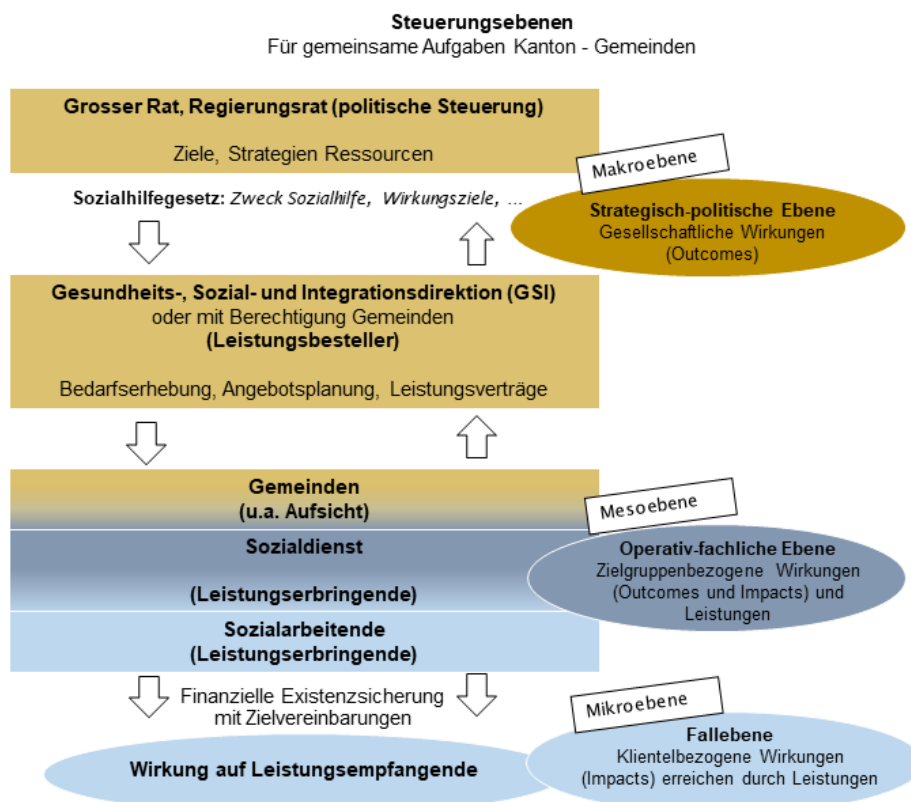 Steuerungsebenen
Für gemeinsame Aufgaben Kanton - Gemeinden
Grosser Rat, Regierungsrat (politische Steuerung)
Ziele, Strategien Ressourcen
Makroebene
Sozialhilfegesetz: Zweck Sozialhilfe, Wirkungsziele, ...
Strategisch-politische Ebene
Gesellschaftliche Wirkungen
(Outcomes)
Gesundheits-, Sozial- und Integrationsdirektion (GSI)
oder mit Berechtigung Gemeinden
(Leistungsbesteller)
Bedarfserhebung, Angebotsplanung, Leistungsverträge
Gemeinden
(u.a. Aufsicht)
Mesoebene
Sozialdienst
(Leistungserbringende)
Operativ-fachliche Ebene
Zielgruppenbezogene Wirkungen
(Outcomes und Impacts) und
Leistungen
Sozialarbeitende
(Leistungserbringende)
Finanzielle Existenzsicherung
mit Zielvereinbarungen
Mikroebene
Wirkung auf Leistungsempfangende
Fallebene
Klientelbezogene Wirkungen
(Impacts) erreichen durch Leistungen